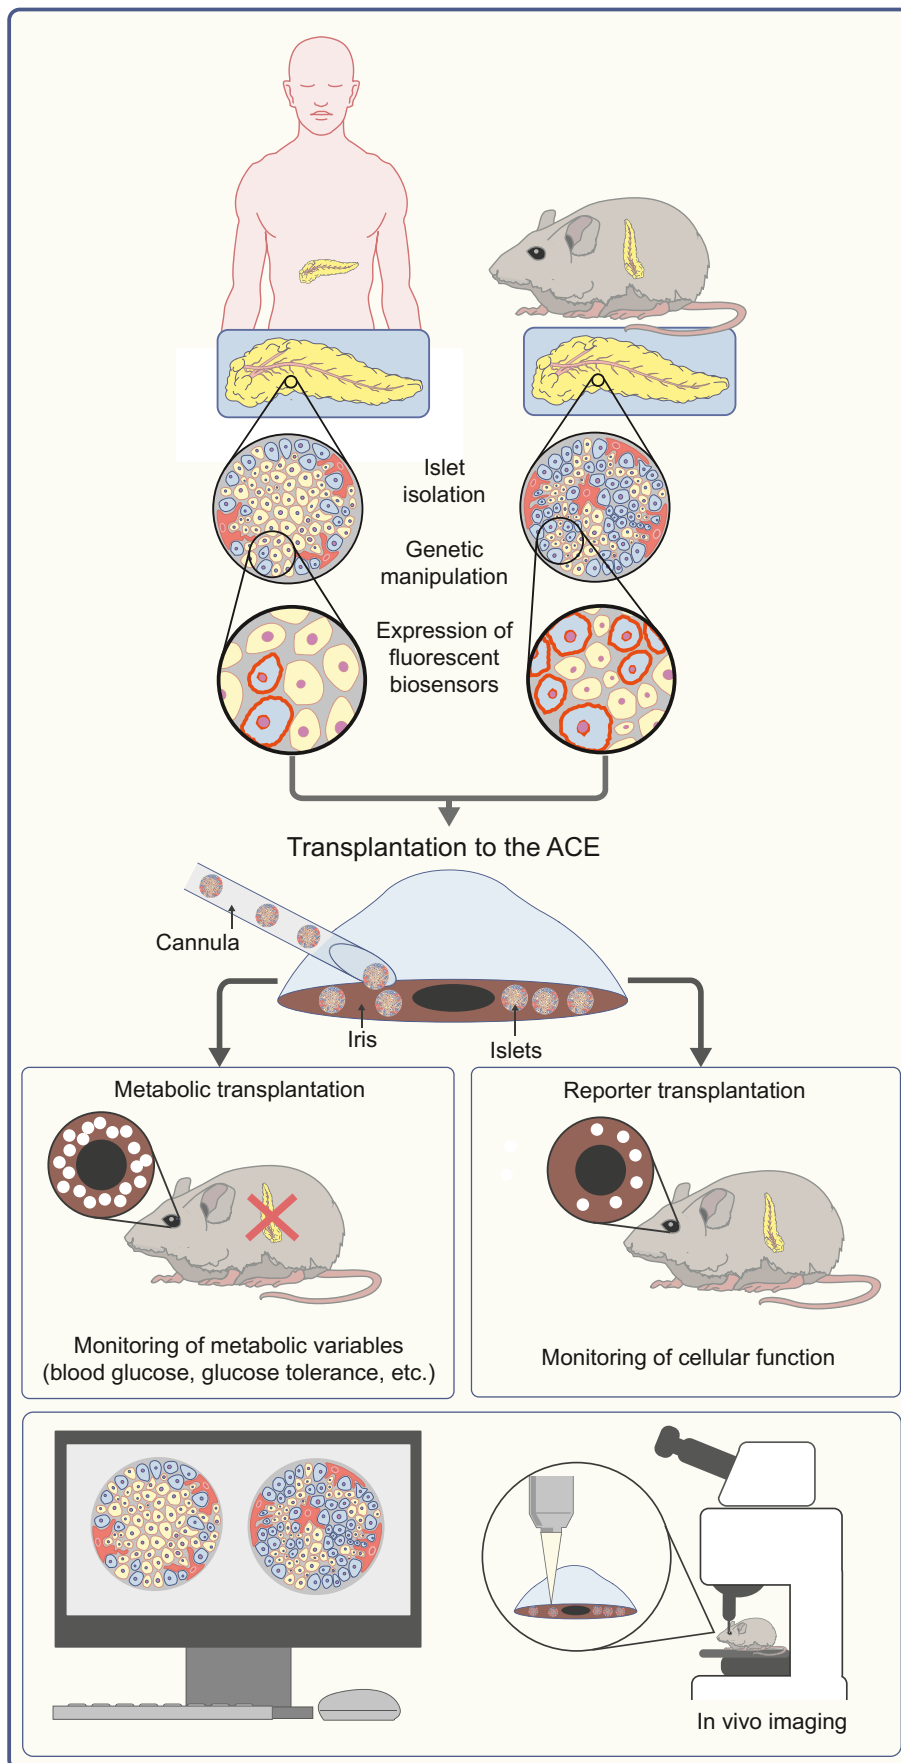 Islet
isolation
Genetic
manipulation
Expression of
fluorescent
biosensors
Transplantation to the ACE
Cannula
Iris
Islets
Metabolic transplantation
Monitoring of metabolic variables
(blood glucose, glucose tolerance, etc.)
Reporter transplantation
Monitoring of cellular function
In vivo imaging